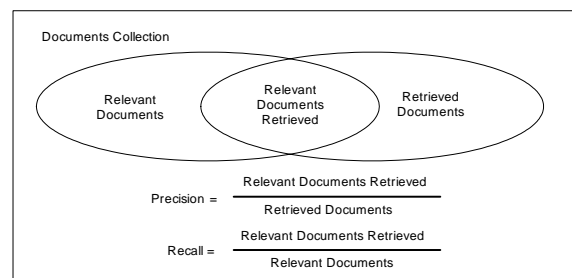 Documents Collection
Relevant
Documents
Relevant
Documents
Retrieved
Retrieved
Documents
Relevant Documents Retrieved
Precision =
Retrieved Documents
Relevant Documents Retrieved
Recall =
Relevant Documents